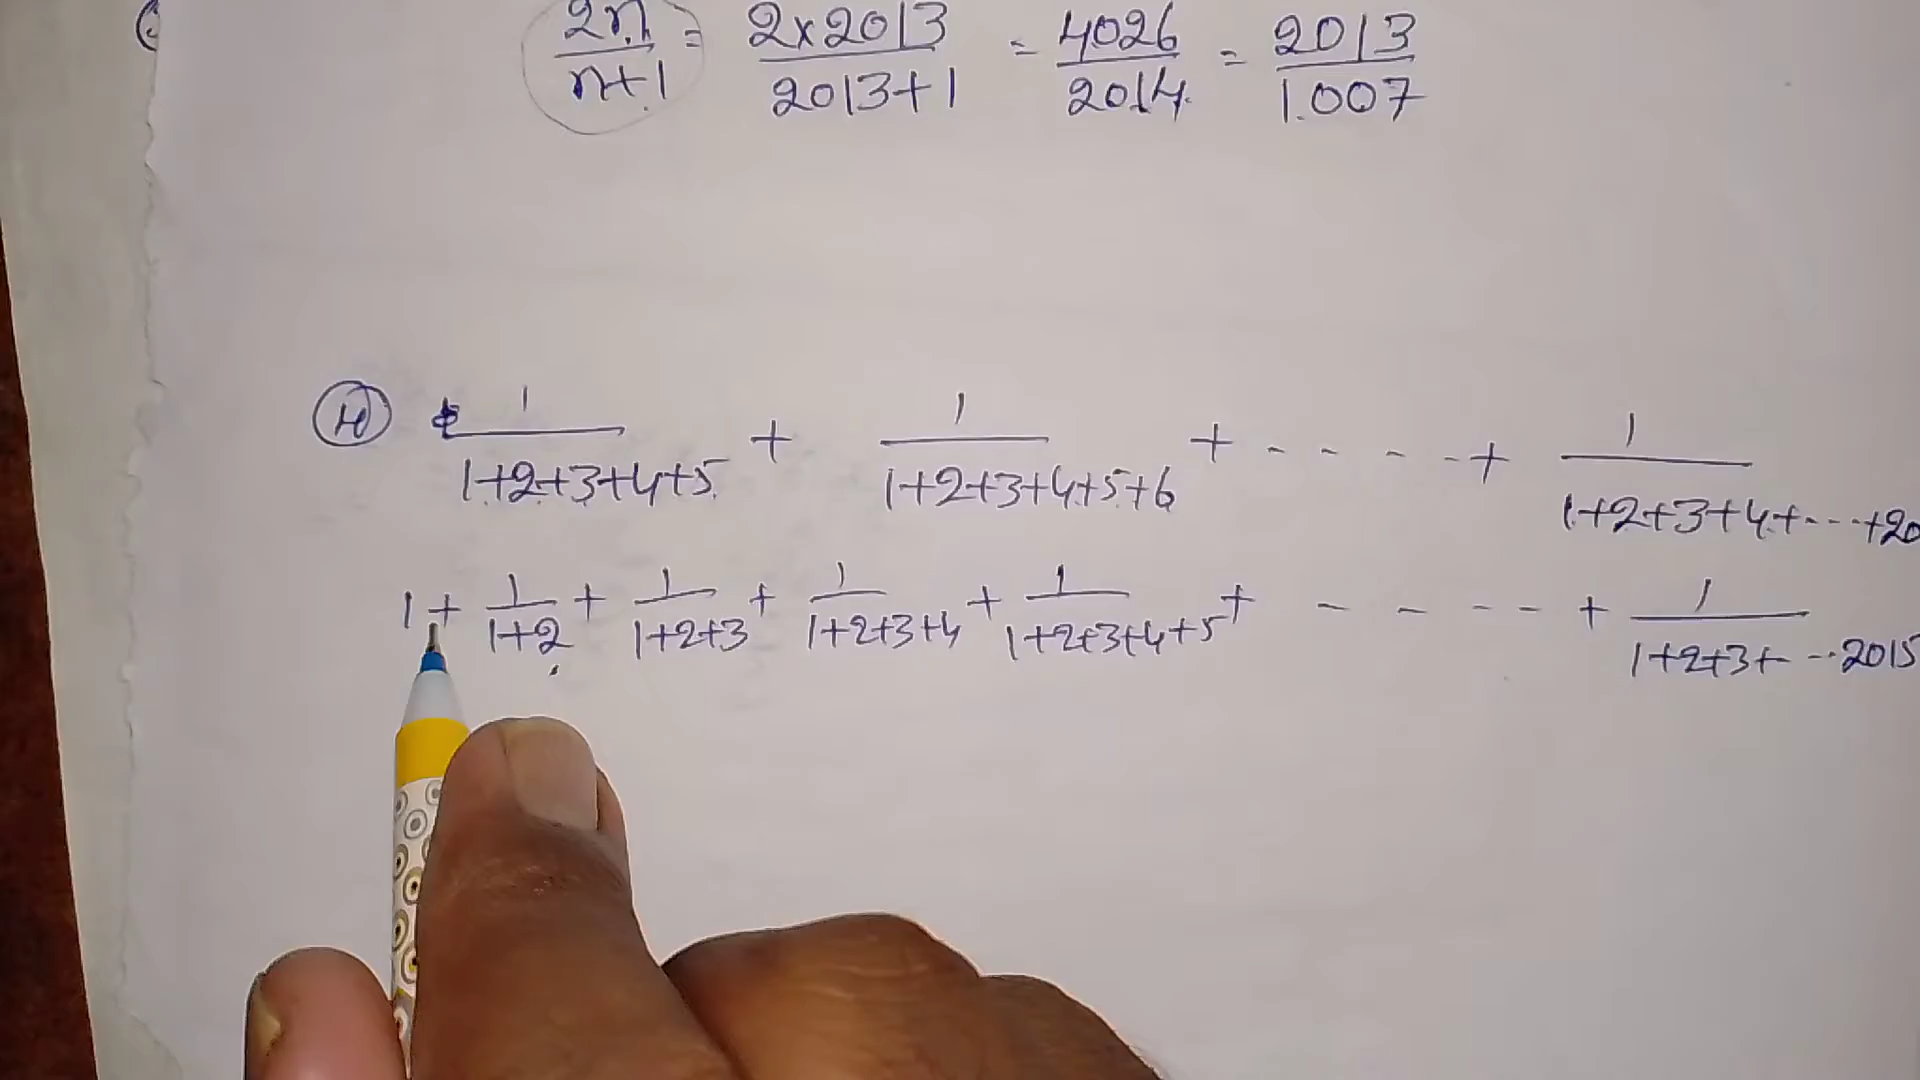 2n/n+1 = 2×2013/2013+1 = 4026/2014 = 2013/1007
1/1+2+3+4+5 + 1/1+2+3+4+5+6 + - - - - + 1/1+2+3+4+---+20
1 + 1/1+2 + 1/1+2+3 + 1/1+2+3+4 + 1/1+2+3+4+5 + - - - - + 1/1+2+3+---2015